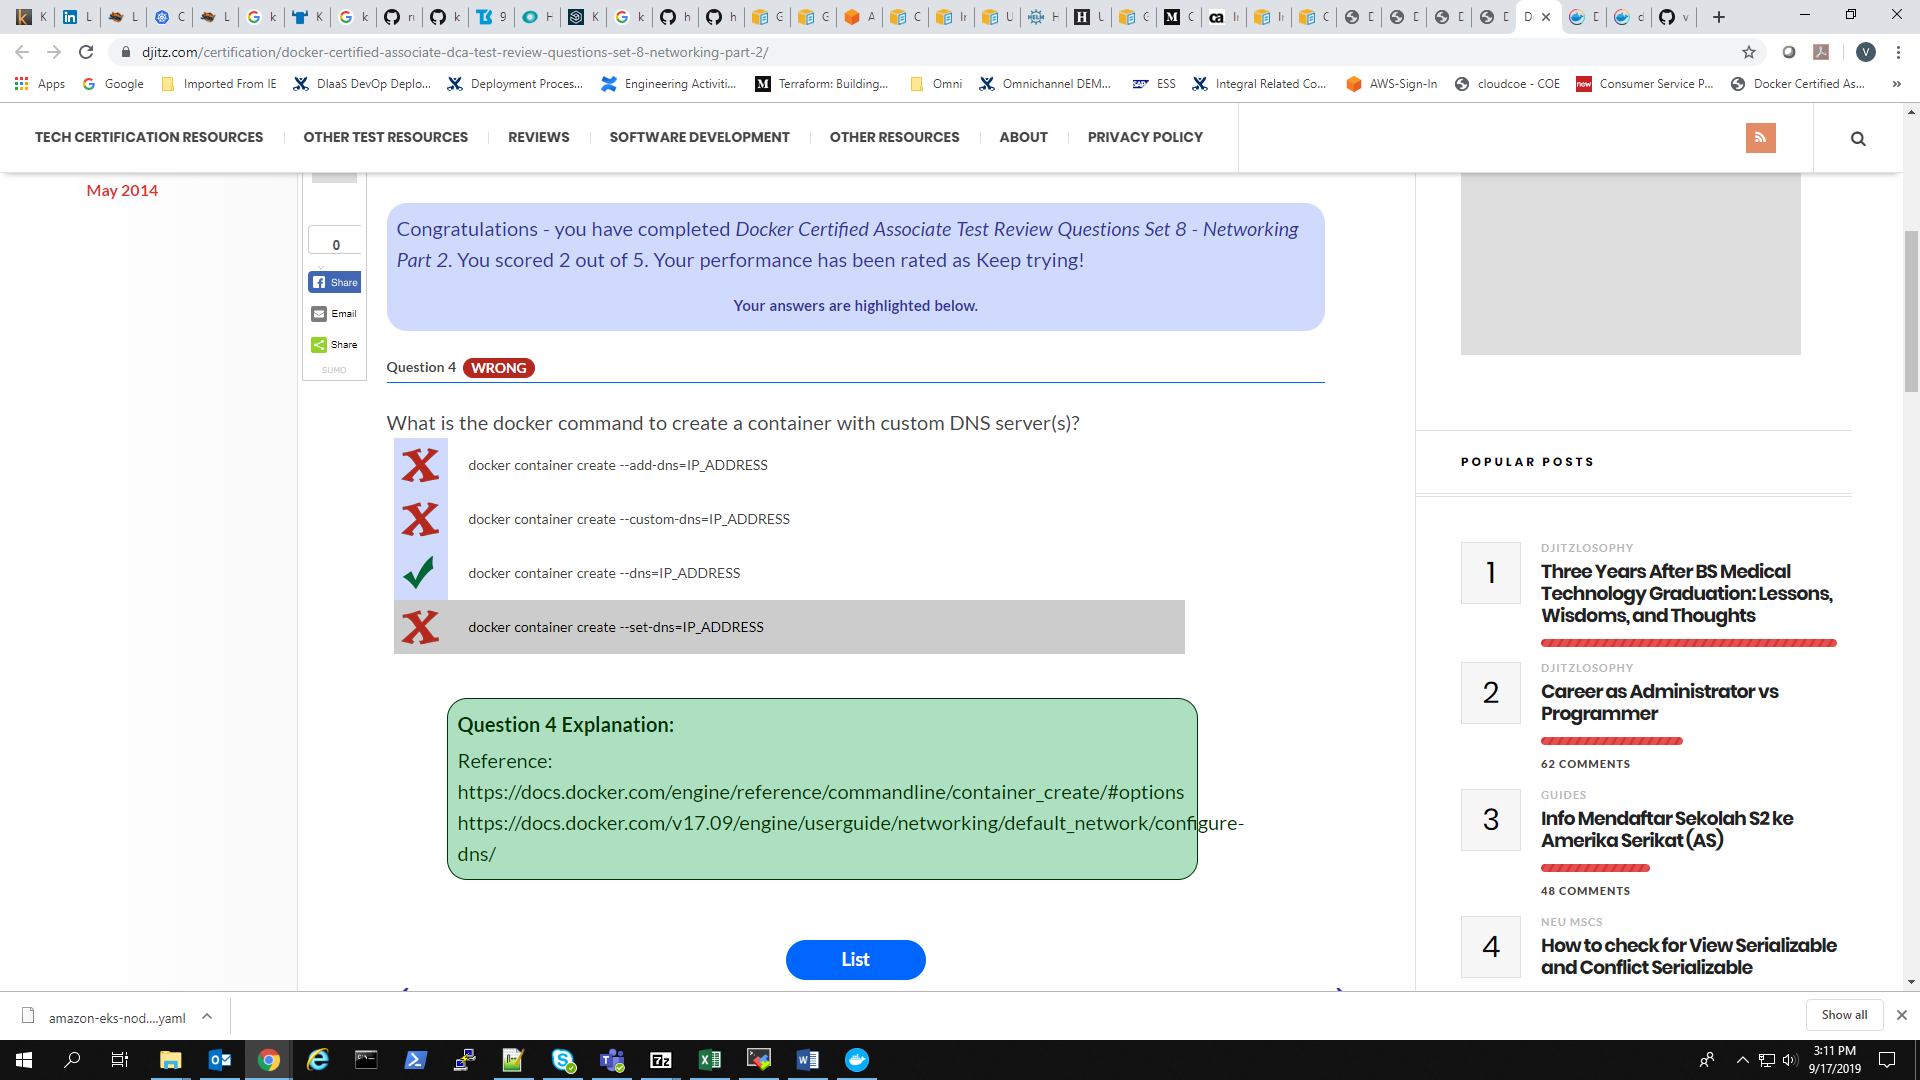 K
L
L
C
L
k
K
k
ru
k
9
H
K
k
h
h
G
G
A
C
Ir
U
H
U
G
C
Ir
Ir
C
D
D
D
D
D
D
d
v
djitz.com/certification/docker-certified-associate-dca-test-review-questions-set-8-networking-part-2/
V
Apps
Google
Imported From IE
DIaaS DevOp Deplo...
Deployment Proces...
Engineering Activiti...
Terraform: Building...
Omni
Omnichannel DEM...
ESS
Integral Related Co...
AWS-Sign-In
cloudcoe - COE
Consumer Service P...
Docker Certified As...
»
TECH CERTIFICATION RESOURCES
OTHER TEST RESOURCES
REVIEWS
SOFTWARE DEVELOPMENT
OTHER RESOURCES
ABOUT
PRIVACY POLICY
May 2014
0
Share
Email
Share
SUMO
Congratulations - you have completed Docker Certified Associate Test Review Questions Set 8 - Networking
Part 2. You scored 2 out of 5. Your performance has been rated as Keep trying!
Your answers are highlighted below.
Question 4 WRONG
What is the docker command to create a container with custom DNS server(s)?
docker container create --add-dns=IP_ADDRESS
docker container create --custom-dns=IP_ADDRESS
docker container create --dns=IP_ADDRESS
docker container create --set-dns=IP_ADDRESS
Question 4 Explanation:
Reference:
https://docs.docker.com/engine/reference/commandline/container_create/#options
https://docs.docker.com/v17.09/engine/userguide/networking/default_network/configure-
dns/
List
POPULAR POSTS
1
DJITZLOSOPHY
Three Years After BS Medical
Technology Graduation: Lessons,
Wisdoms, and Thoughts
2
DJITZLOSOPHY
Career as Administrator vs
Programmer
62 COMMENTS
3
GUIDES
Info Mendaftar Sekolah S2 ke
Amerika Serikat (AS)
48 COMMENTS
4
NEU MSCS
How to check for View Serializable
and Conflict Serializable
amazon-eks-nod....yaml
Show all
3:11 PM
9/17/2019